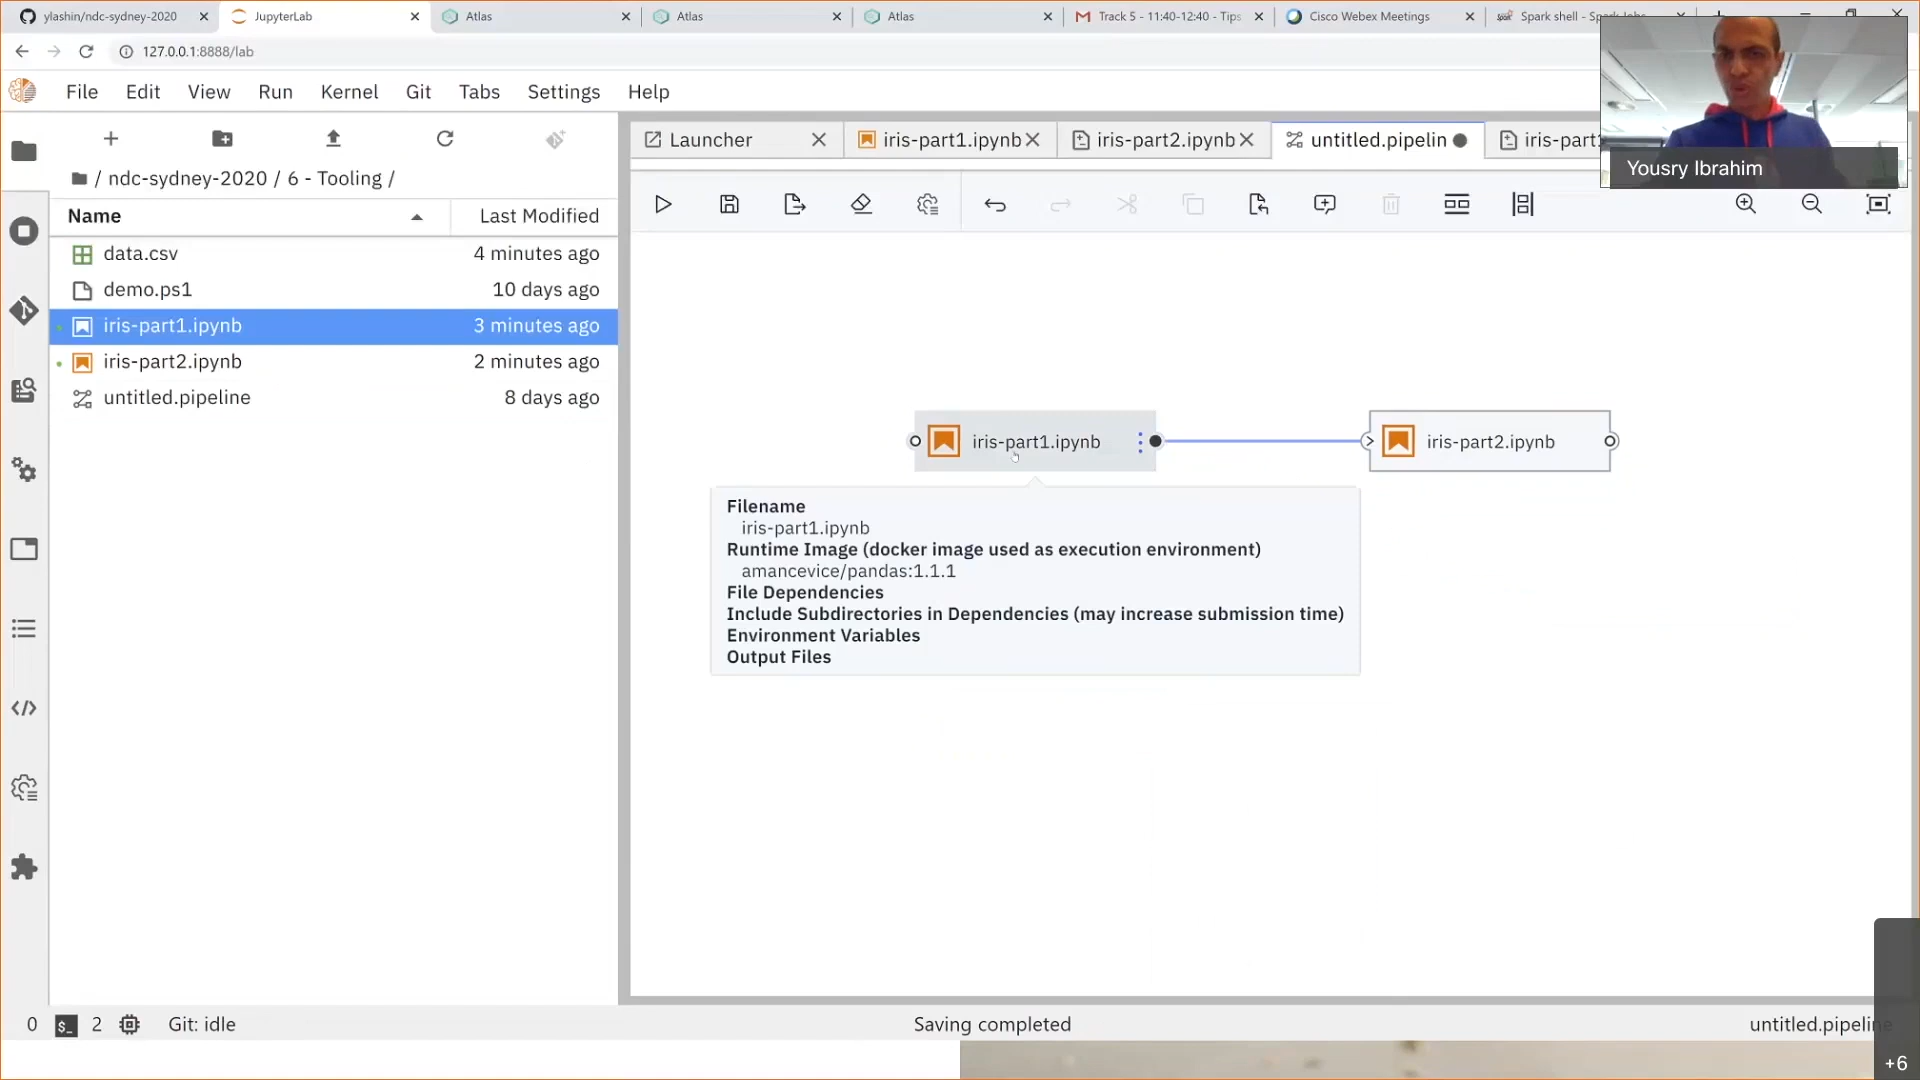 ylashin/ndc-sydney-2020
JupyterLab
Atlas
Atlas
Atlas
Track 5 - 11:40-12:40 - Tips
Cisco Webex Meetings
Spark shell - Spark Jobs
127.0.0.1:8888/lab
File Edit View Run Kernel Git Tabs Settings Help
Launcher
iris-part1.ipynb
iris-part2.ipynb
untitled.pipelin
iris-part1
Yousry Ibrahim
/ ndc-sydney-2020 / 6 - Tooling /
Name Last Modified
data.csv 4 minutes ago
demo.ps1 10 days ago
iris-part1.ipynb 3 minutes ago
iris-part2.ipynb 2 minutes ago
untitled.pipeline 8 days ago
iris-part1.ipynb
iris-part2.ipynb
Filename
iris-part1.ipynb
Runtime Image (docker image used as execution environment)
amancevice/pandas:1.1.1
File Dependencies
Include Subdirectories in Dependencies (may increase submission time)
Environment Variables
Output Files
0 $_ 2 Git: idle
Saving completed
untitled.pipeline
+6